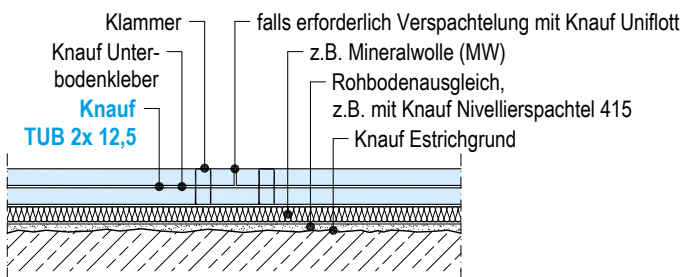 Klammer
falls erforderlich Verspachtelung mit Knauf Uniflott
Knauf Unter-
bodenkleber
z.B. Mineralwolle (MW)
Knauf
TUB 2x 12,5
Rohbodenausgleich,
z.B. mit Knauf Nivellierspachtel 415
Knauf Estrichgrund